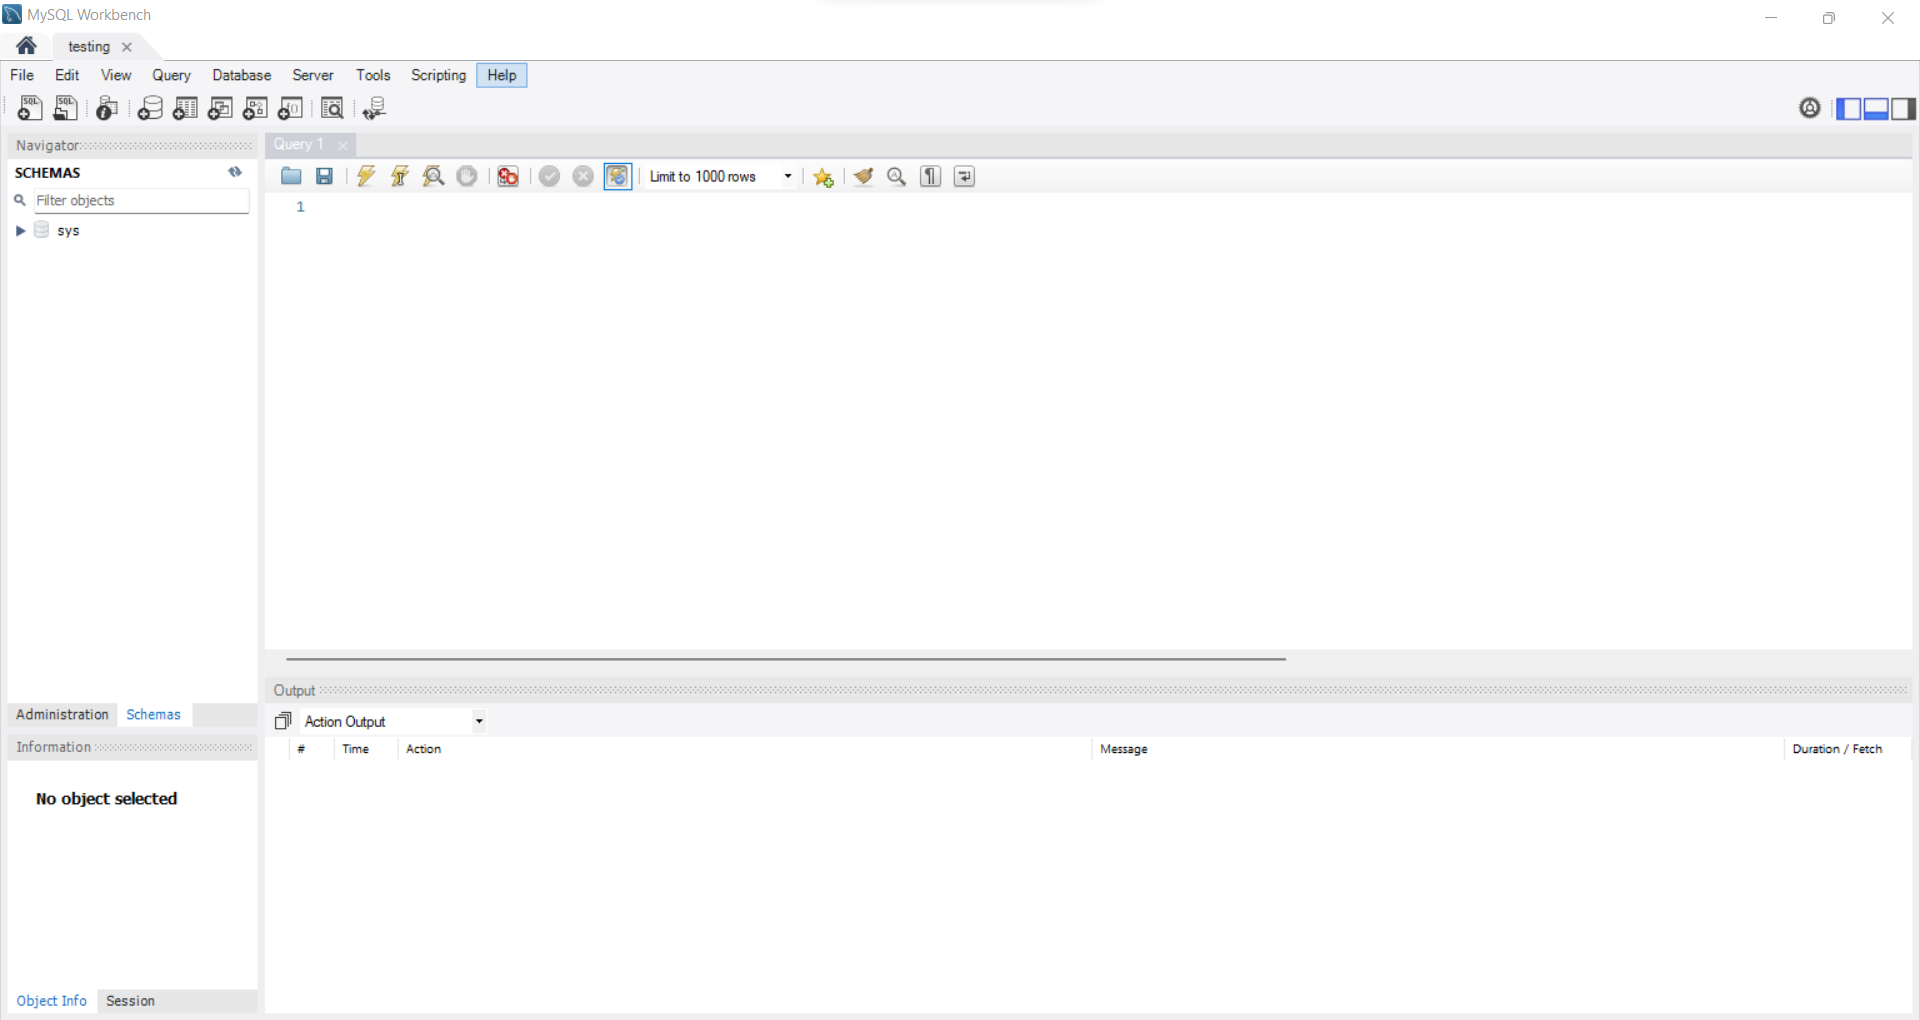 MySQL Workbench
testing
File Edit View Query Database Server Tools Scripting Help
Navigator
Query 1
SCHEMAS
Limit to 1000 rows
Filter objects
1
sys
Output
Administration Schemas
Action Output
Information
# Time Action Message Duration / Fetch
No object selected
Object Info Session